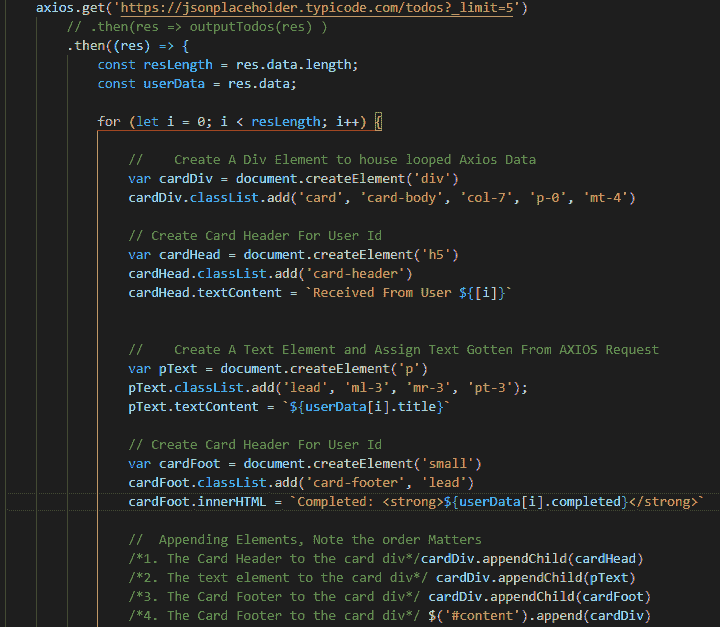 axios.get('https://jsonplaceholder.typicode.com/todos?_limit=5')
// .then(res => outputTodos(res) )
.then((res) => {
const resLength = res.data.length;
const userData = res.data;
for (let i = 0; i < resLength; i++) {
//    Create A Div Element to house looped Axios Data
var cardDiv = document.createElement('div')
cardDiv.classList.add('card', 'card-body', 'col-7', 'p-0', 'mt-4')
// Create Card Header For User Id
var cardHead = document.createElement('h5')
cardHead.classList.add('card-header')
cardHead.textContent = `Received From User ${[i]}`
//    Create A Text Element and Assign Text Gotten From AXIOS Request
var pText = document.createElement('p')
pText.classList.add('lead', 'ml-3', 'mr-3', 'pt-3');
pText.textContent = `${userData[i].title}`
// Create Card Header For User Id
var cardFoot = document.createElement('small')
cardFoot.classList.add('card-footer', 'lead')
cardFoot.innerHTML = `Completed: <strong>${userData[i].completed}</strong>`
//  Appending Elements, Note the order Matters
/*1. The Card Header to the card div*/cardDiv.appendChild(cardHead)
/*2. The text element to the card div*/ cardDiv.appendChild(pText)
/*3. The Card Footer to the card div*/ cardDiv.appendChild(cardFoot)
/*4. The Card Footer to the card div*/ $('#content').append(cardDiv)